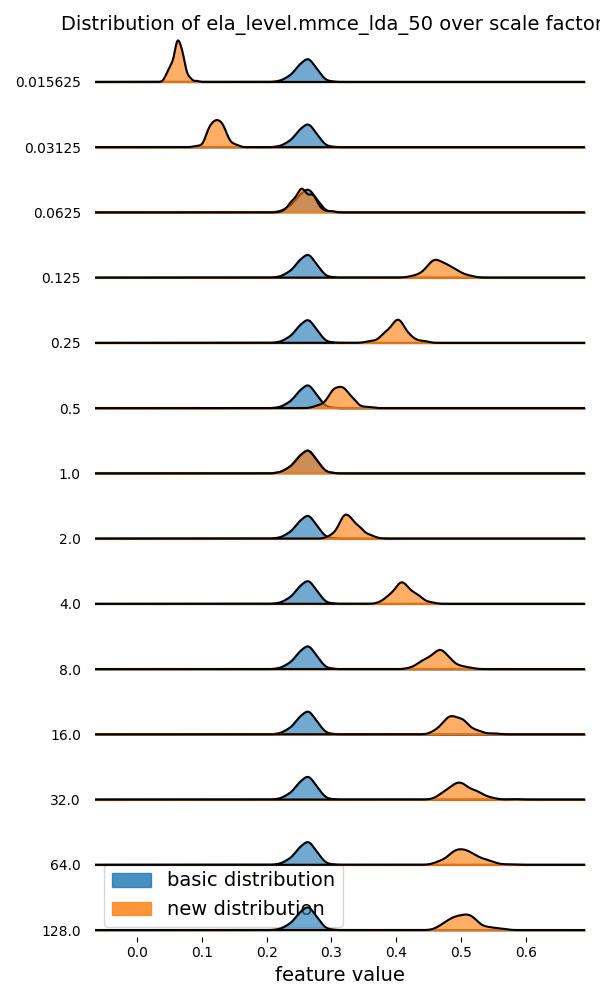 Distribution of ela_level.mmce_lda_50 over scale factor
0.015625
0.03125
0.0625
0.125
0.25
0.5
1.0
2.0
4.0
8.0
16.0
32.0
64.0
basic distribution
new distribution
128.0
0.0 0.1 0.2 0.3 0.4 0.5 0.6
feature value